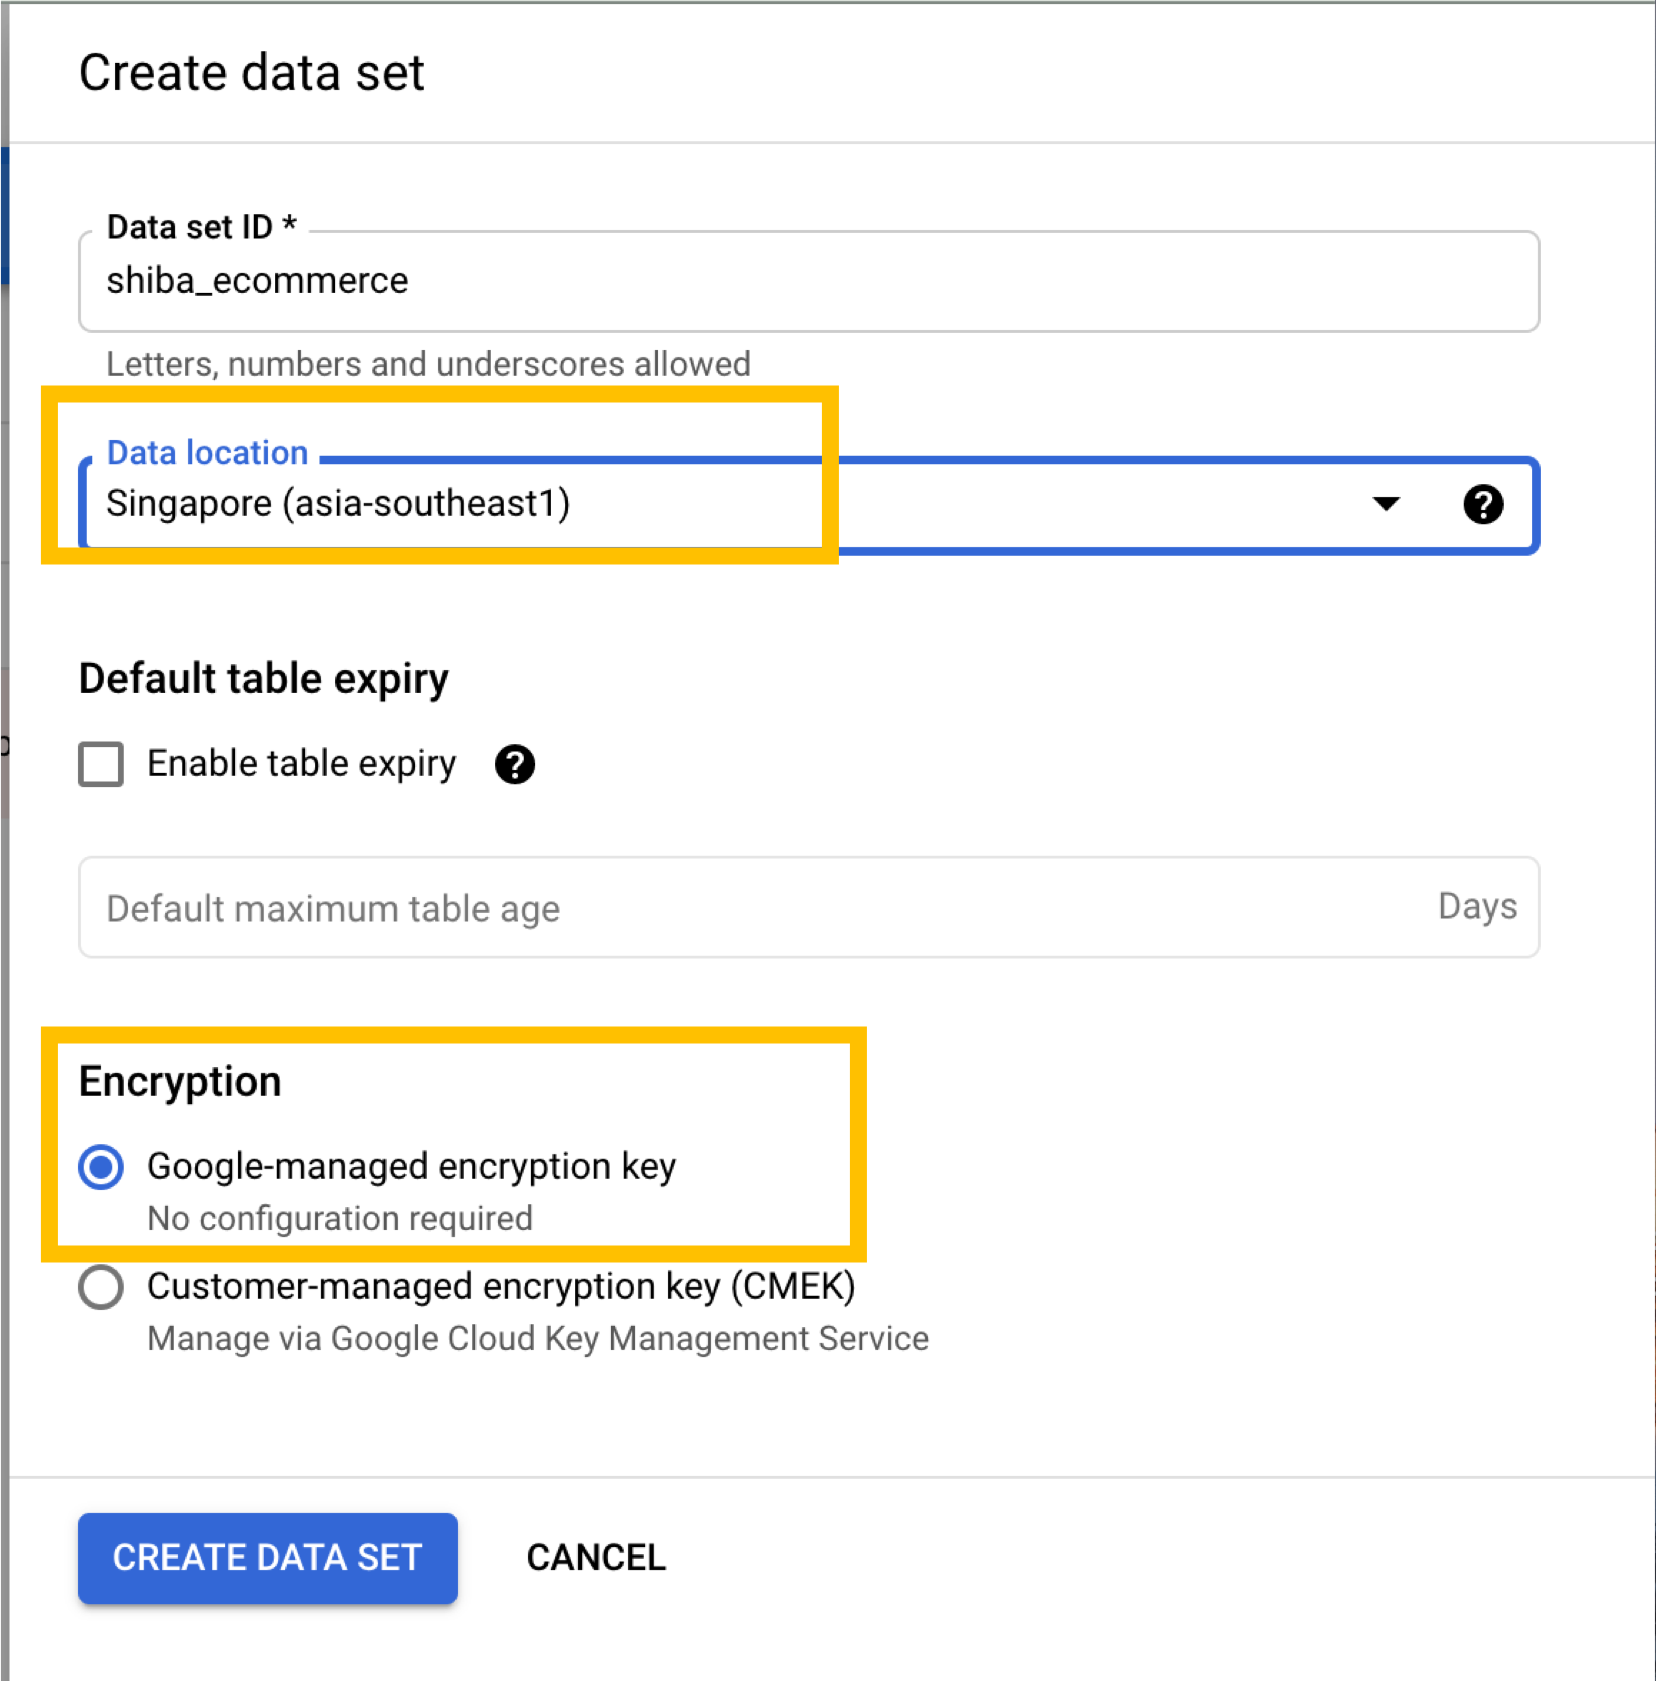 Create data set
Data set ID *
shiba_ecommerce
Letters, numbers and underscores allowed
Data location
Singapore (asia-southeast1)
Default table expiry
Enable table expiry
Default maximum table age Days
Encryption
Google-managed encryption key
No configuration required
Customer-managed encryption key (CMEK)
Manage via Google Cloud Key Management Service
CREATE DATA SET CANCEL